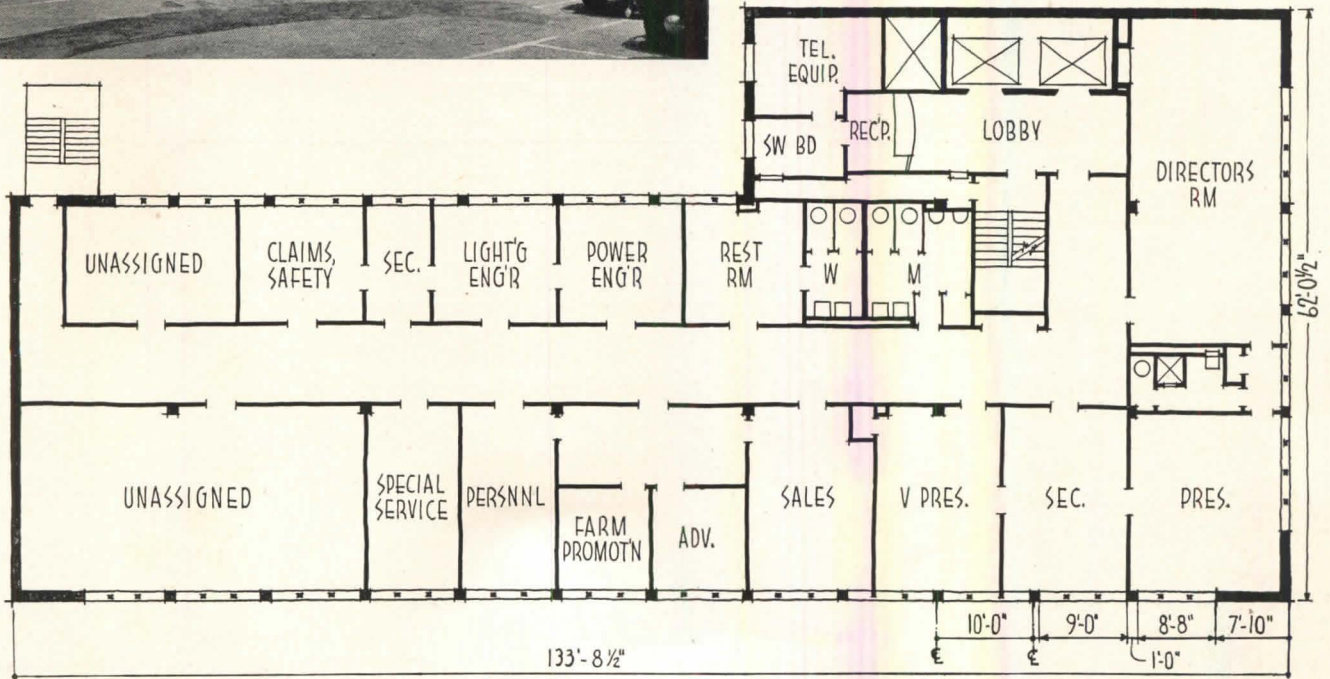 TEL.
EQUIP.
SW BD
REC'P.
LOBBY
DIRECTORS
RM
62'-0½"
UNASSIGNED
CLAIMS,
SAFETY
SEC.
LIGHT'G
ENG'R
POWER
ENG'R
REST
RM
W
M
UNASSIGNED
SPECIAL
SERVICE
PERSNNL
FARM
PROMOT'N
ADV.
SALES
V PRES.
SEC.
PRES.
10'-0"
9'-0"
8'-8"
7'-10"
1'-0"
133'-8½"